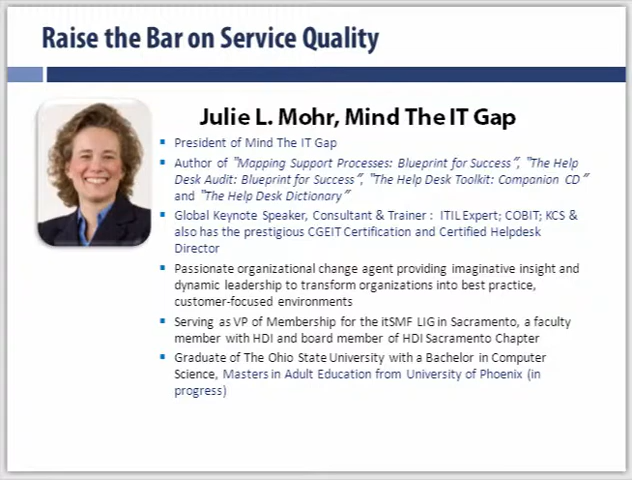 Raise the Bar on Service Quality
Julie L. Mohr, Mind The IT Gap
President of Mind The IT Gap
Author of "Mapping Support Processes: Blueprint for Success", "The Help
Desk Audit: Blueprint for Success", "The Help Desk Toolkit: Companion CD"
and "The Help Desk Dictionary"
Global Keynote Speaker, Consultant & Trainer : ITIL Expert; COBIT; KCS &
also has the prestigious CGEIT Certification and Certified Helpdesk
Director
Passionate organizational change agent providing imaginative insight and
dynamic leadership to transform organizations into best practice,
customer-focused environments
Serving as VP of Membership for the itSMF LIG in Sacramento, a faculty
member with HDI and board member of HDI Sacramento Chapter
Graduate of The Ohio State University with a Bachelor in Computer
Science, Masters in Adult Education from University of Phoenix (in
progress)